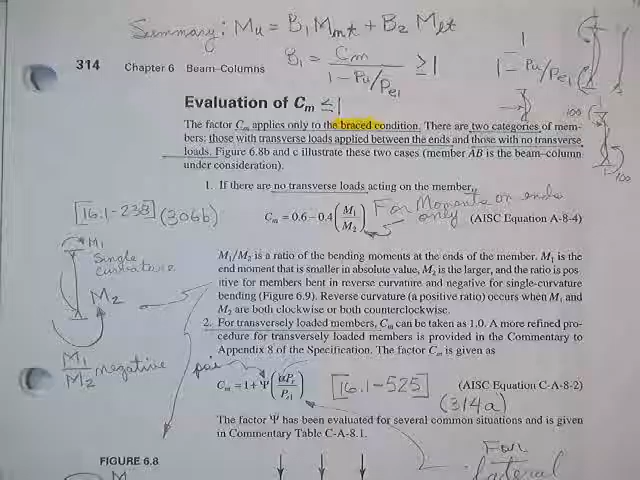 Summary: Mu = B1 Mnt + B2 Mlt
B1 = Cm / (1 - Pu/Pe1) ≥ 1
1 / (1 - Pu/Pe1)
314 Chapter 6 Beam-Columns
Evaluation of Cm ≤ 1
100
The factor Cm applies only to the braced condition. There are two categories of mem-
bers: those with transverse loads applied between the ends and those with no transverse
loads. Figure 6.8b and c illustrate these two cases (member AB is the beam–column
under consideration).
100
1. If there are no transverse loads acting on the member,
[16.1-238] (306b)
Cm = 0.6 – 0.4 (M1/M2)
For Moments on ends only
(AISC Equation A-8-4)
M1
Single curvature
M2
M1/M2 negative
M1/M2 is a ratio of the bending moments at the ends of the member. M1 is the
end moment that is smaller in absolute value, M2 is the larger, and the ratio is pos-
itive for members bent in reverse curvature and negative for single-curvature
bending (Figure 6.9). Reverse curvature (a positive ratio) occurs when M1 and
M2 are both clockwise or both counterclockwise.
2. For transversely loaded members, Cm can be taken as 1.0. A more refined pro-
cedure for transversely loaded members is provided in the Commentary to
Appendix 8 of the Specification. The factor Cm is given as
psi
Cm = 1 + Ψ (αPr/Pe1)
[16.1-525]
(AISC Equation C-A-8-2)
(314a)
The factor Ψ has been evaluated for several common situations and is given
in Commentary Table C-A-8.1.
For
lateral
FIGURE 6.8
M